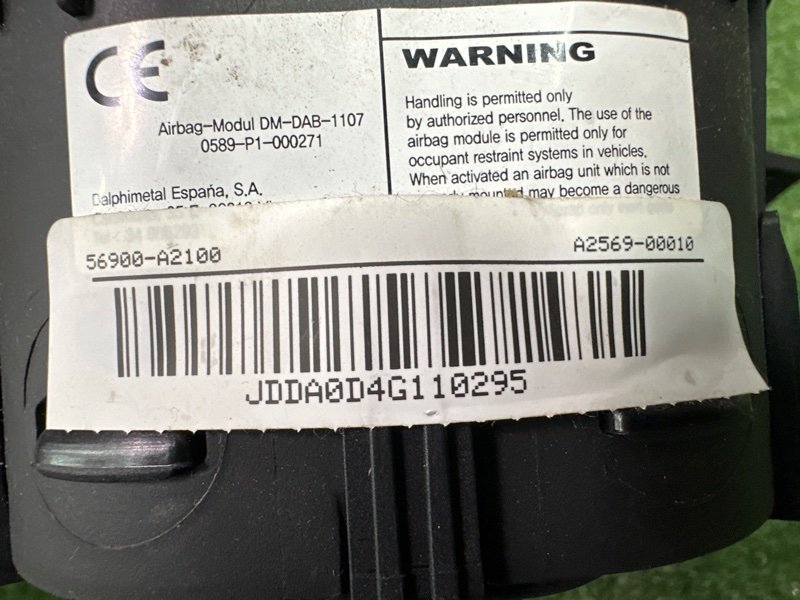 CE
Airbag-Modul DM-DAB-1107
0589-P1-000271
Dalphimetal España, S.A.
WARNING
Handling is permitted only
by authorized personnel. The use of the
airbag module is permitted only for
occupant restraint systems in vehicles.
When activated an airbag unit which is not
may become a dangerous
56900-A2100
A2569-00010
JDDA0D4G110295